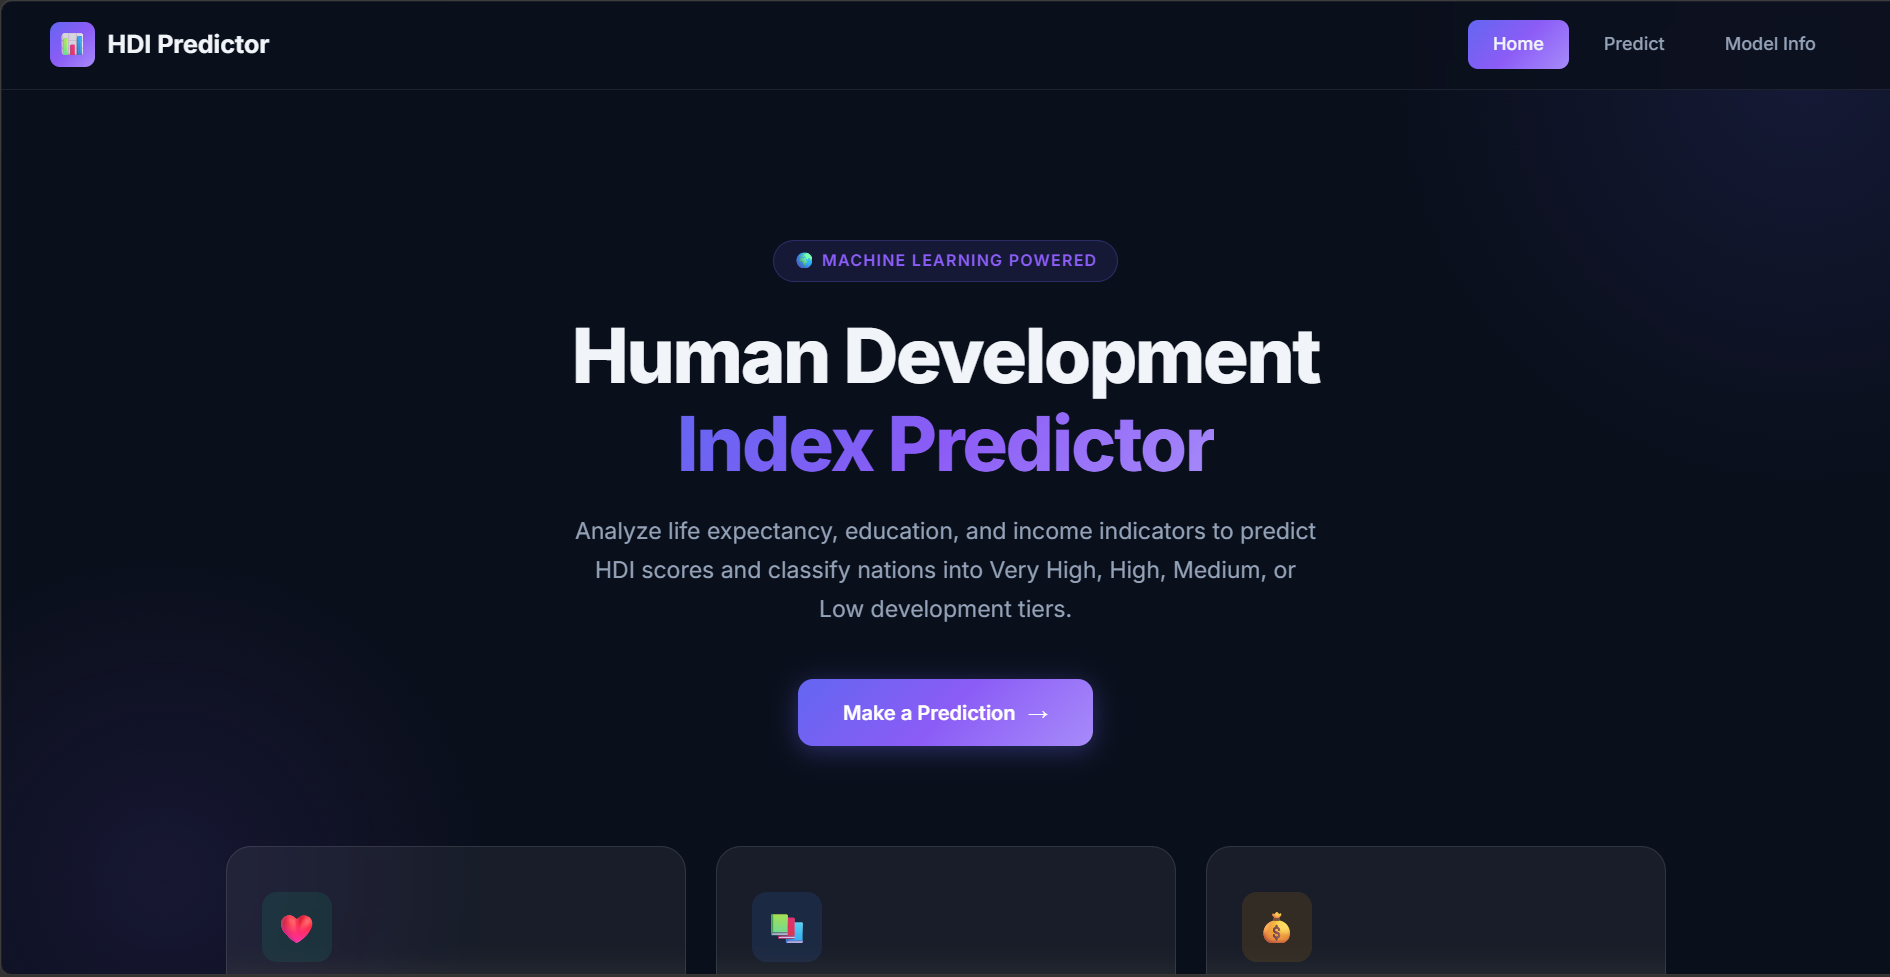 HDI Predictor
Home
Predict
Model Info
MACHINE LEARNING POWERED
Human Development
Index Predictor
Analyze life expectancy, education, and income indicators to predict
HDI scores and classify nations into Very High, High, Medium, or
Low development tiers.
Make a Prediction →